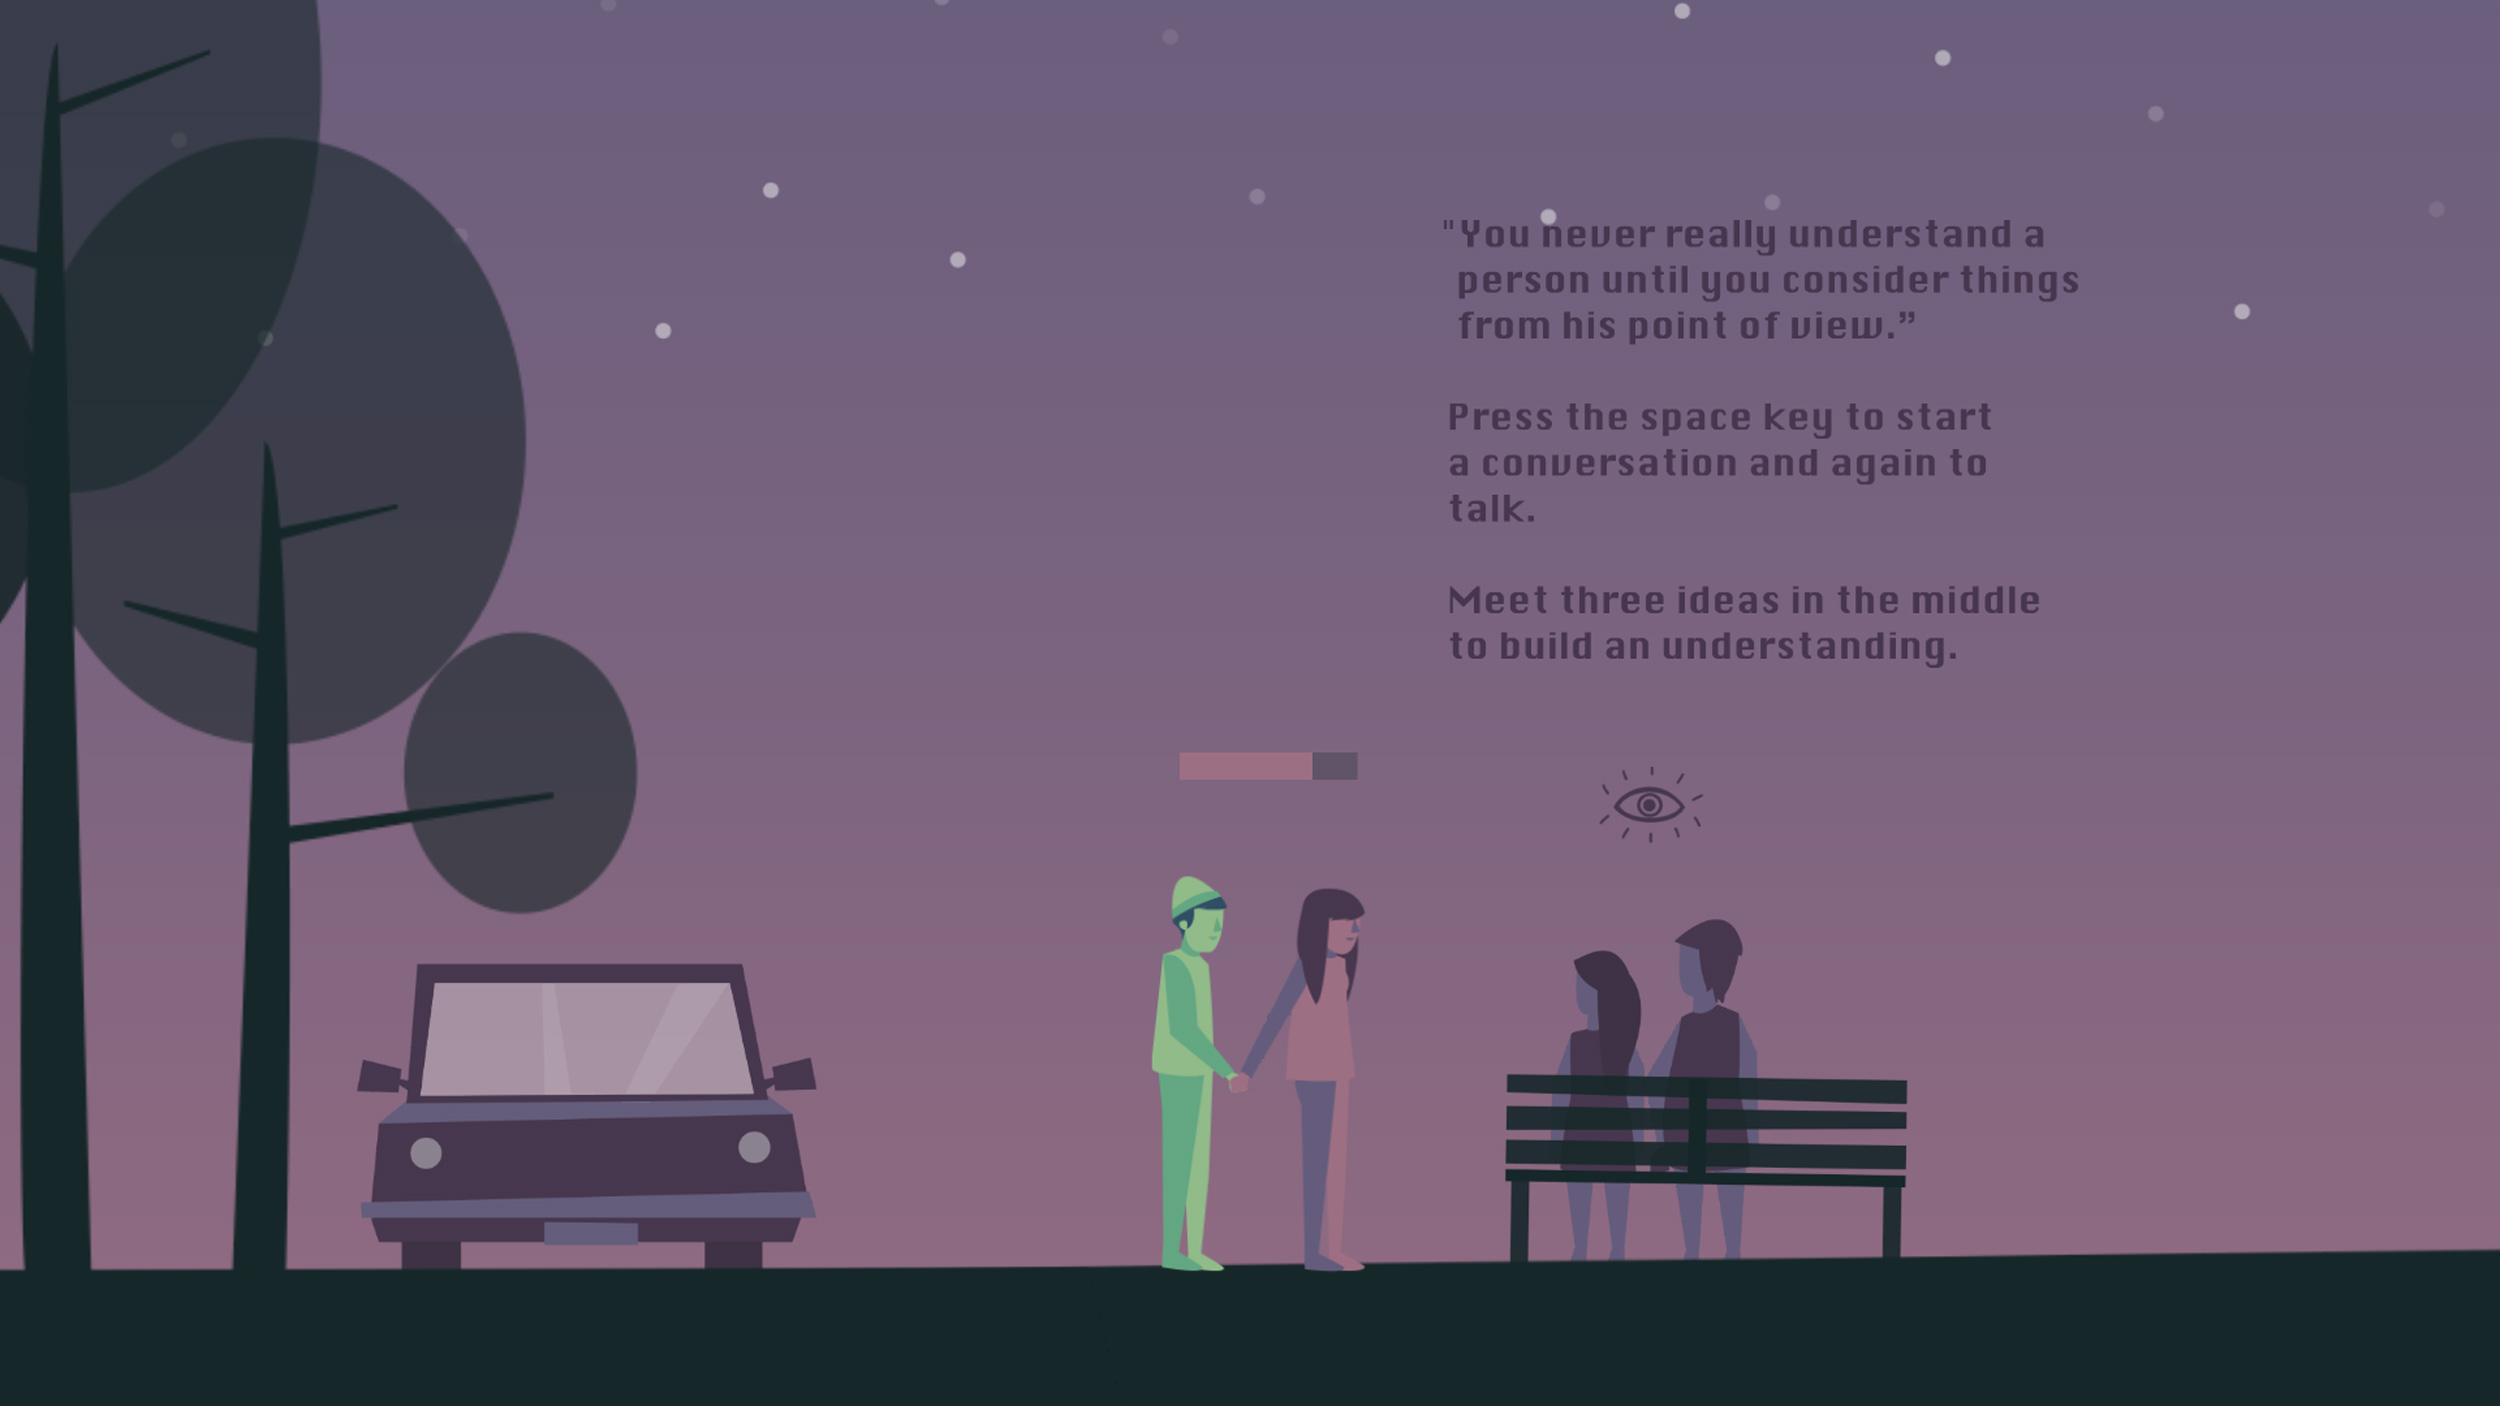 "You never really understand a
person until you consider things
from his point of view.”
Press the space key to start
a conversation and again to
talk.
Meet three ideas in the middle
to build an understanding.